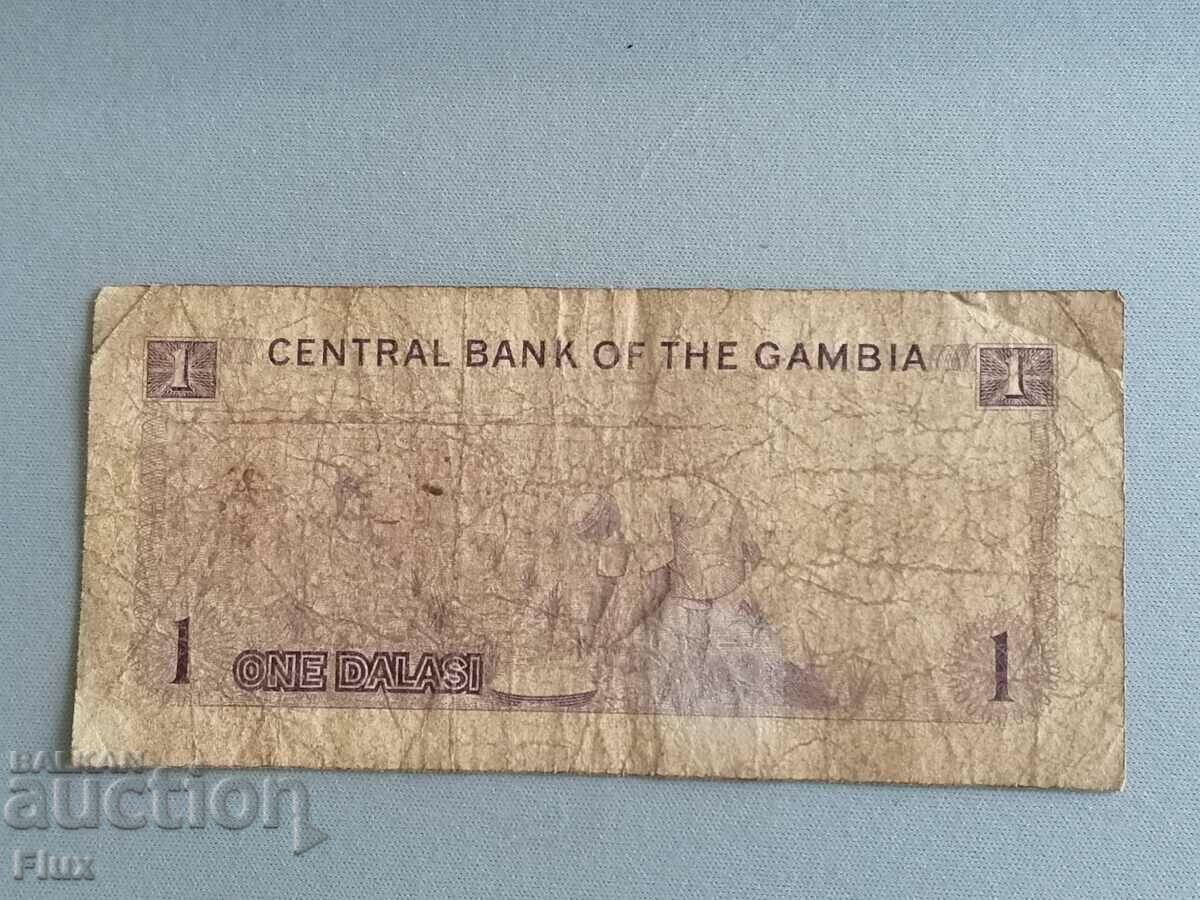 1 CENTRAL BANK OF THE GAMBIA 1
1 ONE DALASI 1
BALKAN
auction
Flux